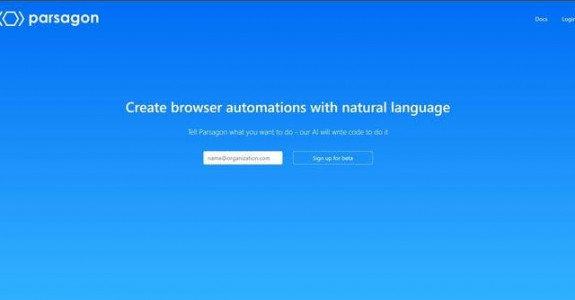 parsagon
Docs
Login
Create browser automations with natural language
Tell Parsagon what you want to do - our AI will write code to do it
name@organization.com
Sign up for beta